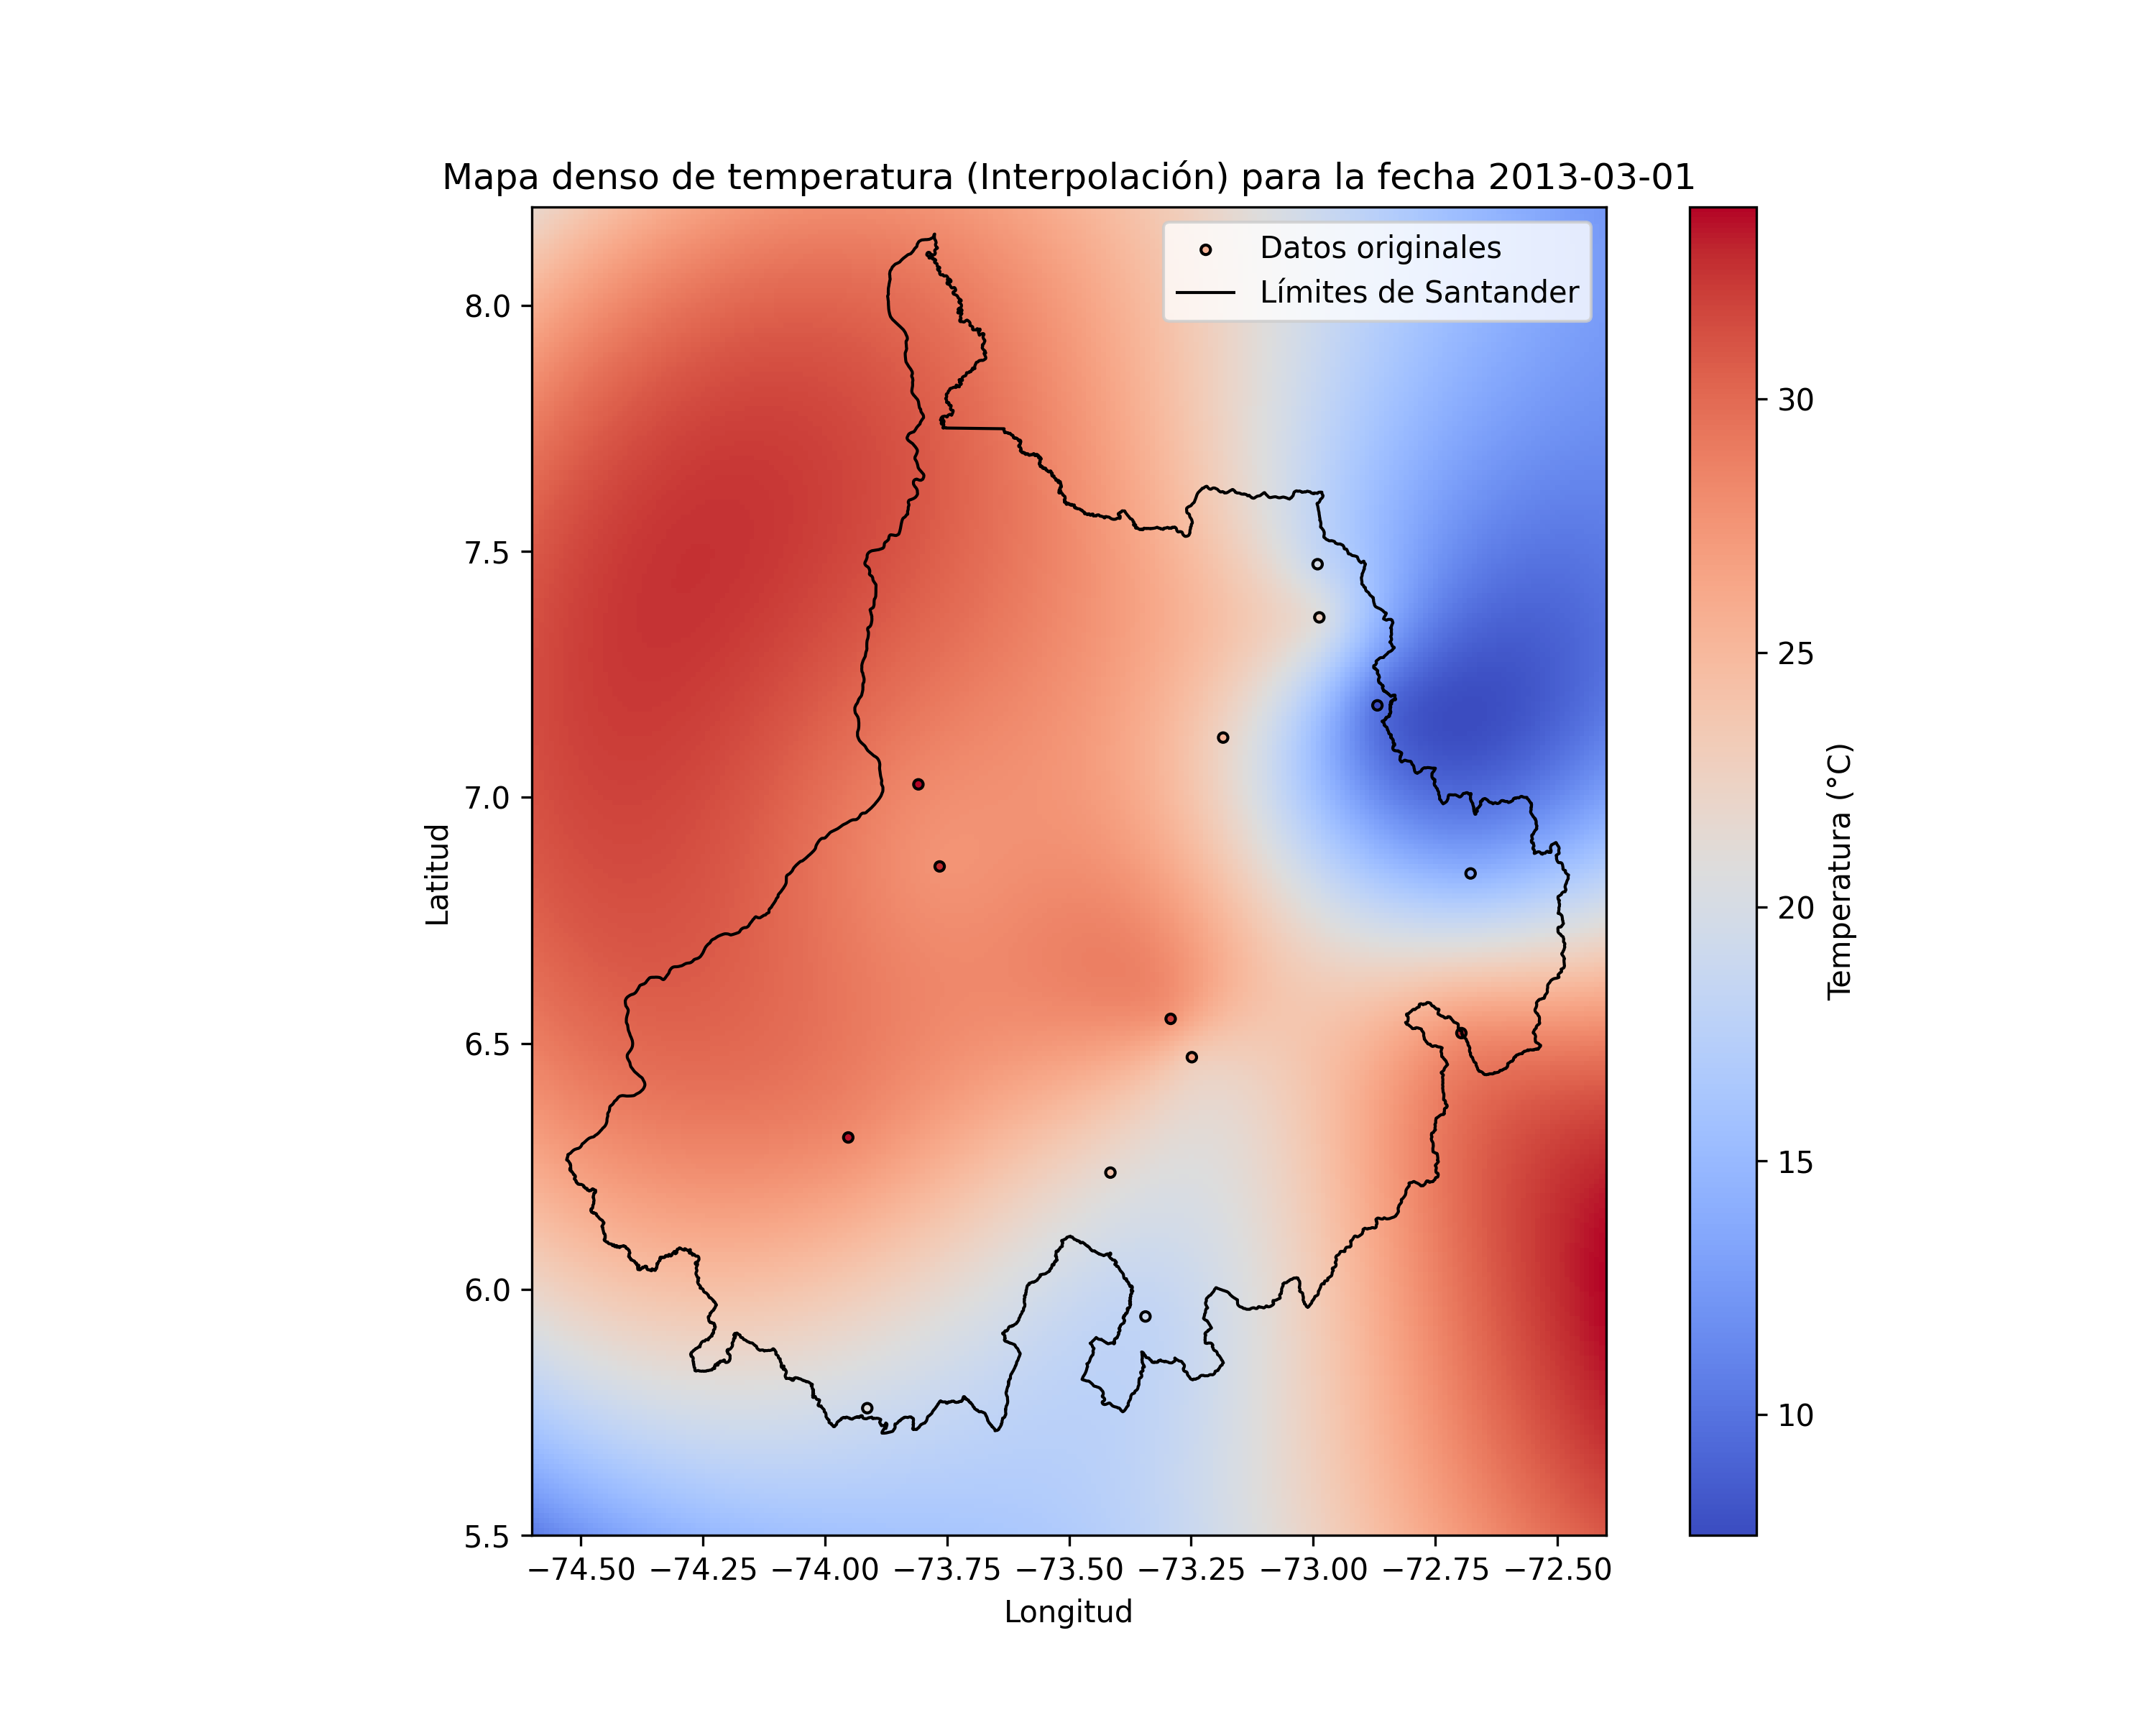 Mapa denso de temperatura (Interpolación) para la fecha 2013-03-01
Datos originales
Límites de Santander
8.0
7.5
7.0
6.5
6.0
5.5
Latitud
−74.50 −74.25 −74.00 −73.75 −73.50 −73.25 −73.00 −72.75 −72.50
Longitud
30
25
20
15
10
Temperatura (°C)